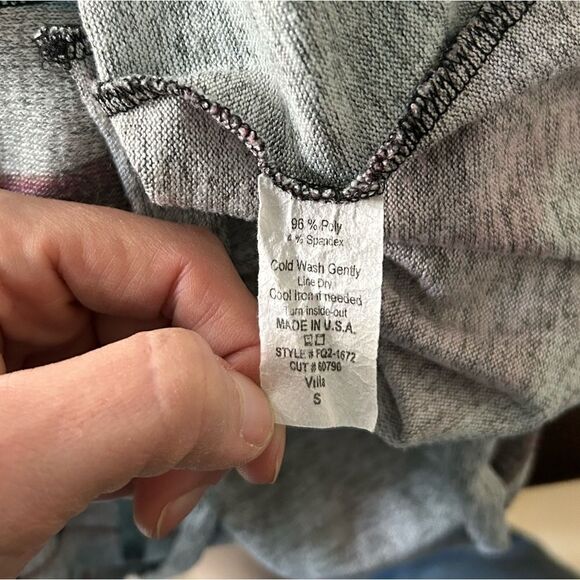 96 % Poly
4 % Spandex
Cold Wash Gently
Line Dry
Cool Iron if needed
Turn inside-out
MADE IN U.S.A.
STYLE # FQ2-1672
CUT # 60790
Villa
S